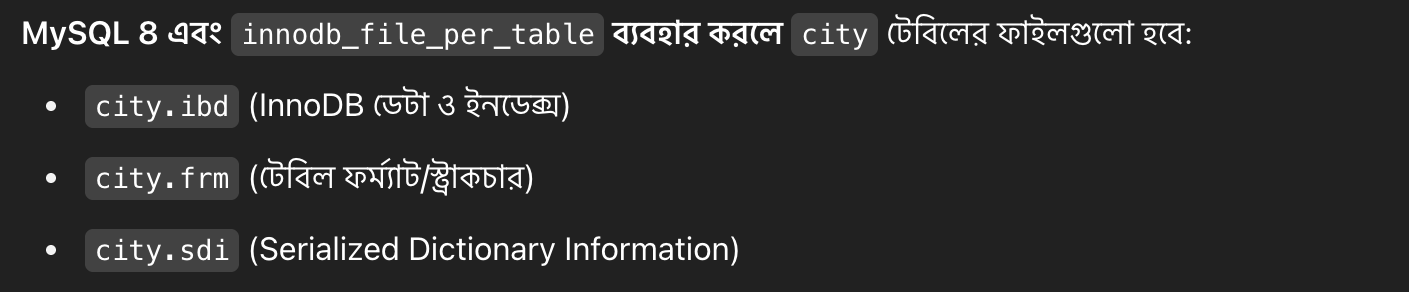 MySQL 8 এবং innodb_file_per_table ব্যবহার করলে city টেবিলের ফাইলগুলো হবে:
• city.ibd (InnoDB ডেটা ও ইনডেক্স)
• city.frm (টেবিল ফর্ম্যাট/স্ট্রাকচার)
• city.sdi (Serialized Dictionary Information)